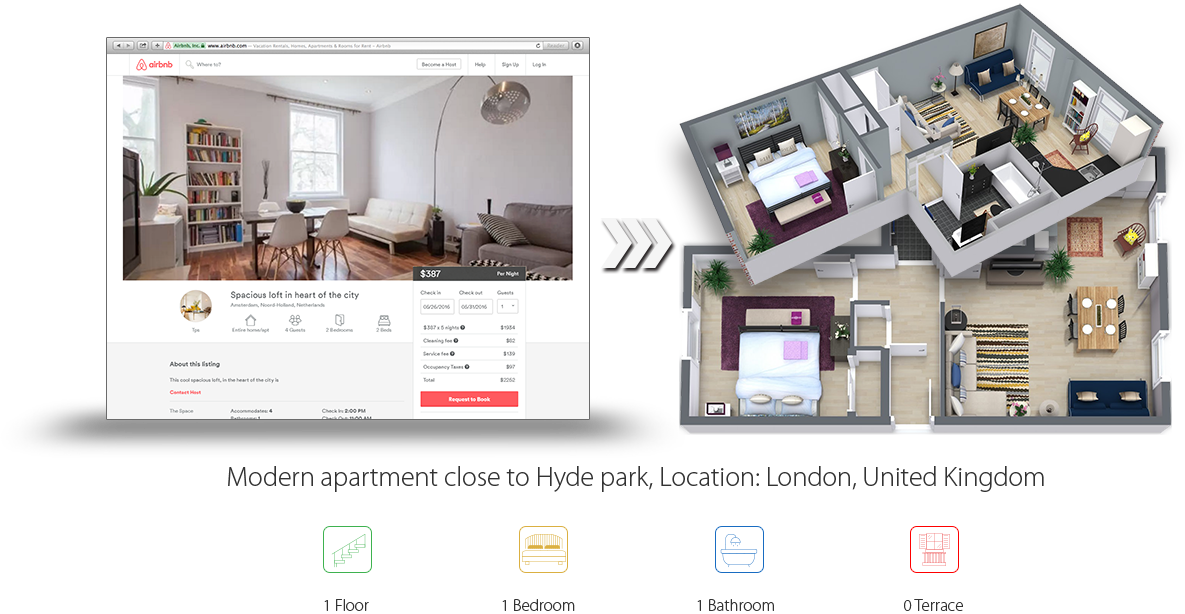 Airbnb, Inc. www.airbnb.com — Vacation Rentals, Homes, Apartments & Rooms for Rent – Airbnb Reader
airbnb Where to? Become a Host Help Sign Up Log In
$387 Per Night
Check in Check out Guests
08/26/2016 08/31/2016 1
Spacious loft in heart of the city
Amsterdam, Noord-Holland, Netherlands
Entire home/apt 4 Guests 2 Bedrooms 2 Beds
$387 x 5 nights $1934
Cleaning fee $82
Service fee $139
Occupancy Taxes $97
Total $2252
Request to Book
About this listing
This cool spacious loft, in the heart of the city is
Contact Host
The Space Accommodates: 4 Check In: 2:00 PM
Bathrooms: 1 Check Out: 11:00 AM
Modern apartment close to Hyde park, Location: London, United Kingdom
1 Floor 1 Bedroom 1 Bathroom 0 Terrace